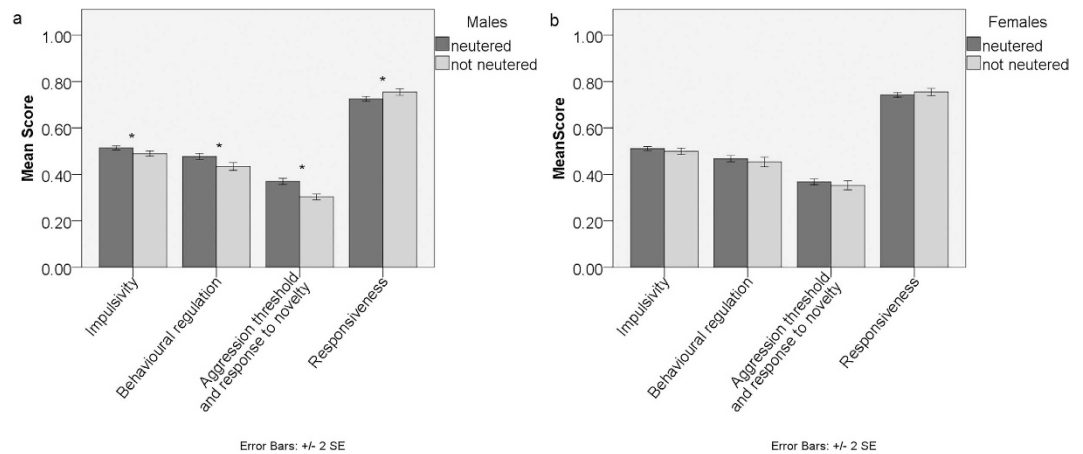 a
Males
neutered
not neutered
Mean Score
1.00
0.80
0.60
0.40
0.20
0.00
*
*
*
*
Impulsivity
Behavioural regulation
Aggression threshold
and response to novelty
Responsiveness
Error Bars: +/- 2 SE
b
Females
neutered
not neutered
MeanScore
1.00
0.80
0.60
0.40
0.20
0.00
Impulsivity
Behavioural regulation
Aggression threshold
and response to novelty
Responsiveness
Error Bars: +/- 2 SE